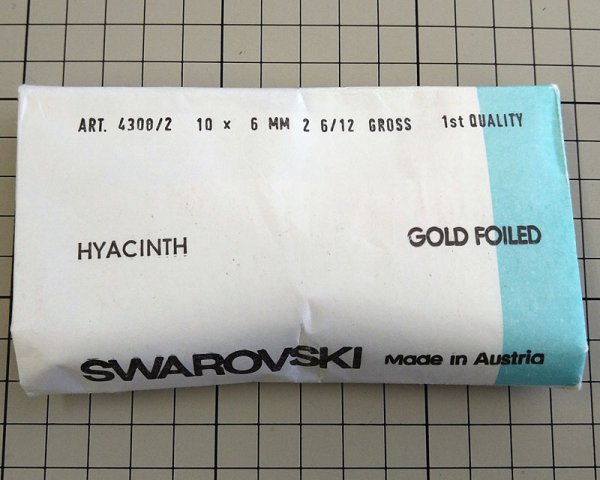 ART. 4300/2 10 x 6 MM 2 6/12 GROSS 1st QUALITY
HYACINTH GOLD FOILED
SWAROVSKI Made in Austria